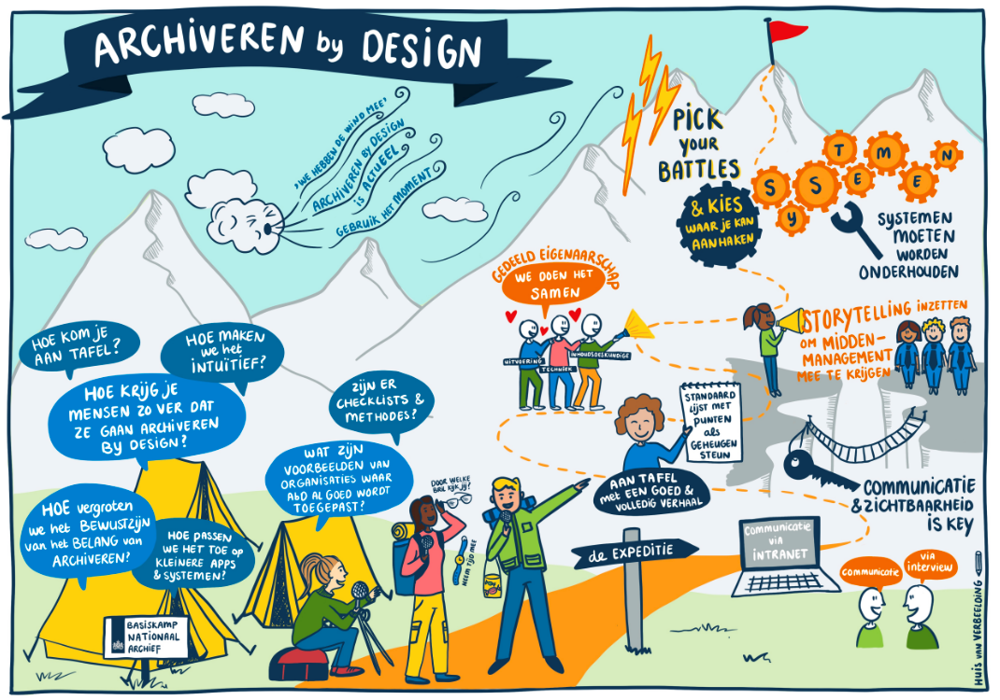 ARCHIVEREN by DESIGN
'WE HEBBEN DE WIND MEE'
ARCHIVEREN BY DESIGN
IS ACTUEEL
GEBRUIK HET MOMENT
PICK
YOUR
BATTLES
& KIES
WAAR JE KAN
AANHAKEN
SYSTEMEN
SYSTEMEN
MOETEN
WORDEN
ONDERHOUDEN
GEDEELD EIGENAARSCHAP
WE DOEN HET
SAMEN
UITVOERING
TECHNIEK
INHOUDSDESKUNDIGE
STORYTELLING INZETTEN
OM MIDDEN-
MANAGEMENT
MEE TE KRIJGEN
HOE KOM JE
AAN TAFEL?
HOE MAKEN
we het
INTUÏTIEF?
HOE KRIJG JE
MENSEN ZO VER DAT
ZE GAAN ARCHIVEREN
BY DESIGN?
ZIJN ER
CHECKLISTS &
METHODES?
WAT ZIJN
VOORBEELDEN VAN
ORGANISATIES WAAR
AbD AL GOED WORDT
TOEGEPAST?
HOE vergroten
we het BEWUSTZIJN
van het BELANG van
ARCHIVEREN?
HOE PASSEN
WE HET TOE op
KLEINERE APPS
& SYSTEMEN?
BASISKAMP
NATIONAAL
ARCHIEF
DOOR WELKE
BRIL KIJK JIJ?
NEEM TIJD MEE
STANDAARD
LIJST MET
PUNTEN
als
GEHEUGEN
STEUN
AAN TAFEL
MET EEN GOED &
VOLLEDIG VERHAAL
de EXPEDITIE
COMMUNICATIE
& ZICHTBAARHEID
IS KEY
Communicatie
VIA
INTRANET
Communicatie
via
interview
HUIS VAN VERBEELDING